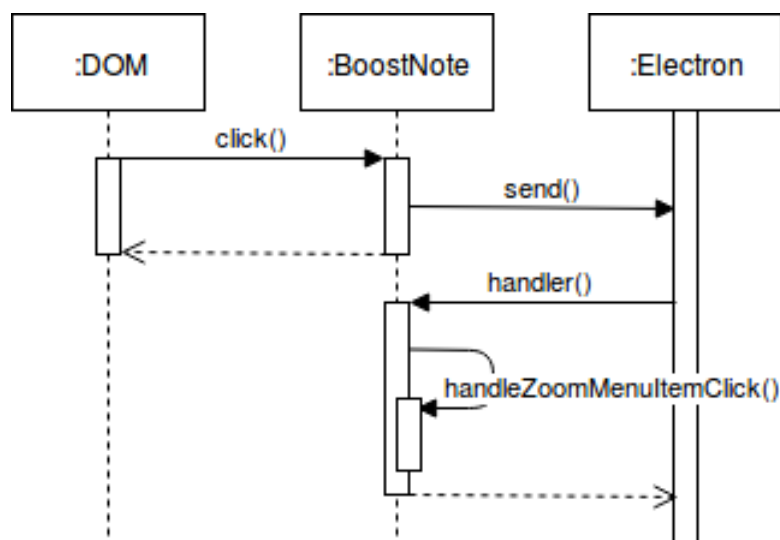 :DOM
:BoostNote
:Electron
click()
send()
handler()
handleZoomMenuItemClick()